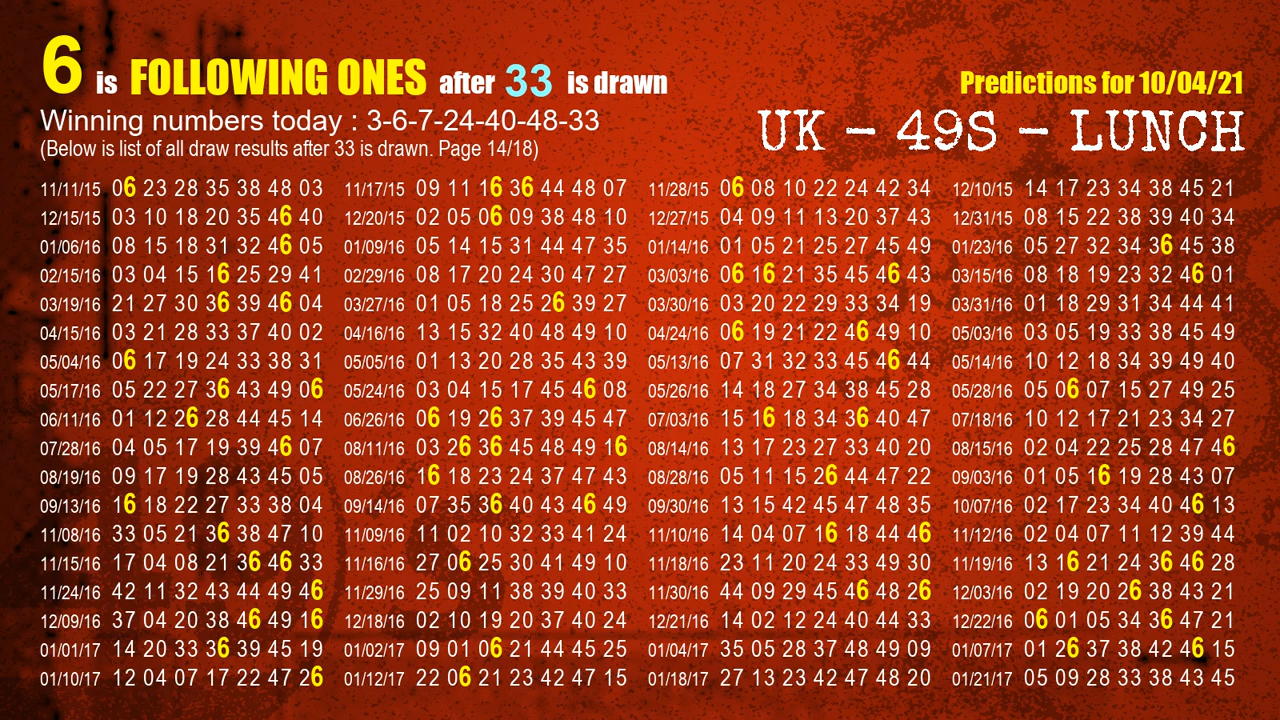 6 is FOLLOWING ONES after 33 is drawn
Predictions for 10/04/21
Winning numbers today : 3-6-7-24-40-48-33
UK - 49S - LUNCH
(Below is list of all draw results after 33 is drawn. Page 14/18)
11/11/15 06 23 28 35 38 48 03 11/17/15 09 11 16 36 44 48 07 11/28/15 06 08 10 22 24 42 34 12/10/15 14 17 23 34 38 45 21
12/15/15 03 10 18 20 35 46 40 12/20/15 02 05 06 09 38 48 10 12/27/15 04 09 11 13 20 37 43 12/31/15 08 15 22 38 39 40 34
01/06/16 08 15 18 31 32 46 05 01/09/16 05 14 15 31 44 47 35 01/14/16 01 05 21 25 27 45 49 01/23/16 05 27 32 34 36 45 38
02/15/16 03 04 15 16 25 29 41 02/29/16 08 17 20 24 30 47 27 03/03/16 06 16 21 35 45 46 43 03/15/16 08 18 19 23 32 46 01
03/19/16 21 27 30 36 39 46 04 03/27/16 01 05 18 25 26 39 27 03/30/16 03 20 22 29 33 34 19 03/31/16 01 18 29 31 34 44 41
04/15/16 03 21 28 33 37 40 02 04/16/16 13 15 32 40 48 49 10 04/24/16 06 19 21 22 46 49 10 05/03/16 03 05 19 33 38 45 49
05/04/16 06 17 19 24 33 38 31 05/05/16 01 13 20 28 35 43 39 05/13/16 07 31 32 33 45 46 44 05/14/16 10 12 18 34 39 49 40
05/17/16 05 22 27 36 43 49 06 05/24/16 03 04 15 17 45 46 08 05/26/16 14 18 27 34 38 45 28 05/28/16 05 06 07 15 27 49 25
06/11/16 01 12 26 28 44 45 14 06/26/16 06 19 26 37 39 45 47 07/03/16 15 16 18 34 36 40 47 07/18/16 10 12 17 21 23 34 27
07/28/16 04 05 17 19 39 46 07 08/11/16 03 26 36 45 48 49 16 08/14/16 13 17 23 27 33 40 20 08/15/16 02 04 22 25 28 47 46
08/19/16 09 17 19 28 43 45 05 08/26/16 16 18 23 24 37 47 43 08/28/16 05 11 15 26 44 47 22 09/03/16 01 05 16 19 28 43 07
09/13/16 16 18 22 27 33 38 04 09/14/16 07 35 36 40 43 46 49 09/30/16 13 15 42 45 47 48 35 10/07/16 02 17 23 34 40 46 13
11/08/16 33 05 21 36 38 47 10 11/09/16 11 02 10 32 33 41 24 11/10/16 14 04 07 16 18 44 46 11/12/16 02 04 07 11 12 39 44
11/15/16 17 04 08 21 36 46 33 11/16/16 27 06 25 30 41 49 10 11/18/16 23 11 20 24 33 49 30 11/19/16 13 16 21 36 46 28
11/24/16 42 11 32 43 44 49 46 11/29/16 25 09 11 38 39 40 33 11/30/16 44 09 29 45 46 48 26 12/03/16 02 19 20 26 38 43 21
12/09/16 37 04 20 38 46 49 16 12/18/16 02 10 19 20 37 40 24 12/21/16 14 02 12 24 40 44 33 12/22/16 06 01 05 34 36 47 21
01/01/17 14 20 33 36 39 45 19 01/02/17 09 01 06 21 44 45 25 01/04/17 35 05 28 37 48 49 09 01/07/17 01 26 37 38 42 46 15
01/10/17 12 04 07 17 22 47 26 01/12/17 22 06 21 23 42 47 15 01/18/17 27 13 23 42 47 48 20 01/21/17 05 09 28 33 38 43 45